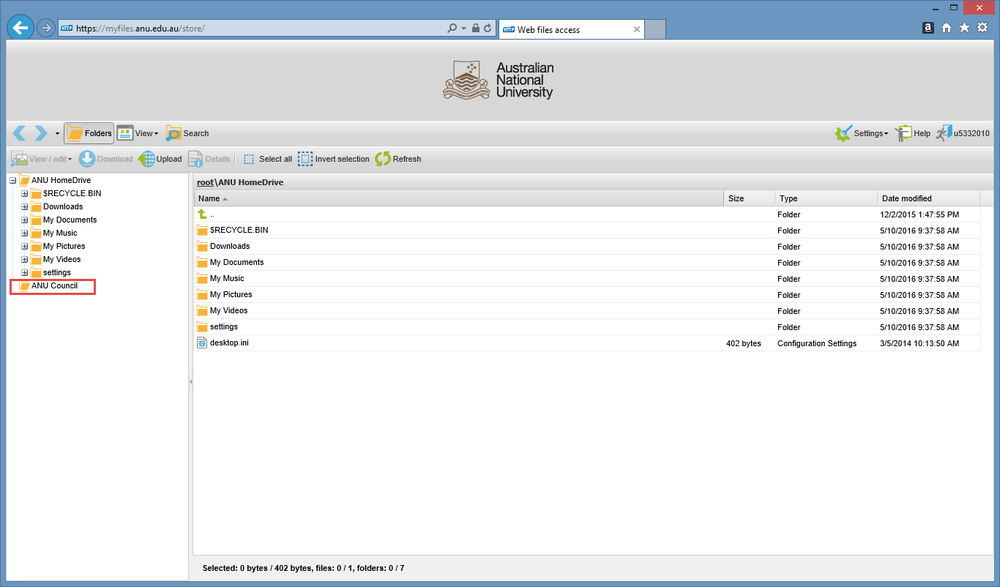 https://myfiles.anu.edu.au/store/
Web files access
Australian
National
University
Folders View Search Settings Help u5332010
View / edit Download Upload Details Select all Invert selection Refresh
ANU HomeDrive
$RECYCLE.BIN
Downloads
My Documents
My Music
My Pictures
My Videos
settings
ANU Council
root\ANU HomeDrive
Name Size Type Date modified
.. Folder 12/2/2015 1:47:55 PM
$RECYCLE.BIN Folder 5/10/2016 9:37:58 AM
Downloads Folder 5/10/2016 9:37:58 AM
My Documents Folder 5/10/2016 9:37:58 AM
My Music Folder 5/10/2016 9:37:58 AM
My Pictures Folder 5/10/2016 9:37:58 AM
My Videos Folder 5/10/2016 9:37:58 AM
settings Folder 5/10/2016 9:37:58 AM
desktop.ini 402 bytes Configuration Settings 3/5/2014 10:13:50 AM
Selected: 0 bytes / 402 bytes, files: 0 / 1, folders: 0 / 7